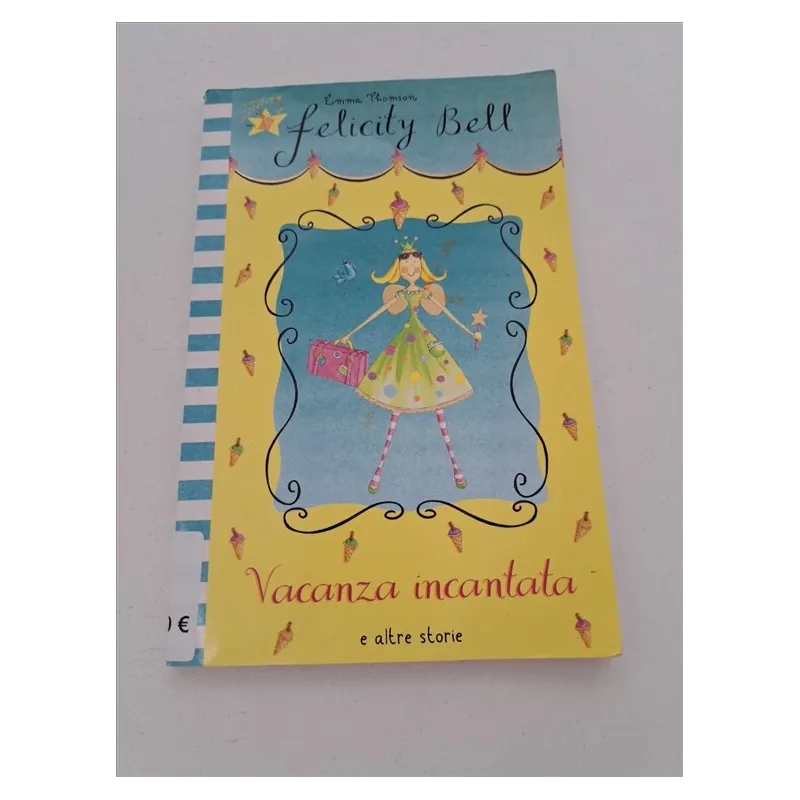 Emma Thomson
felicity Bell
Vacanza incantata
e altre storie
€